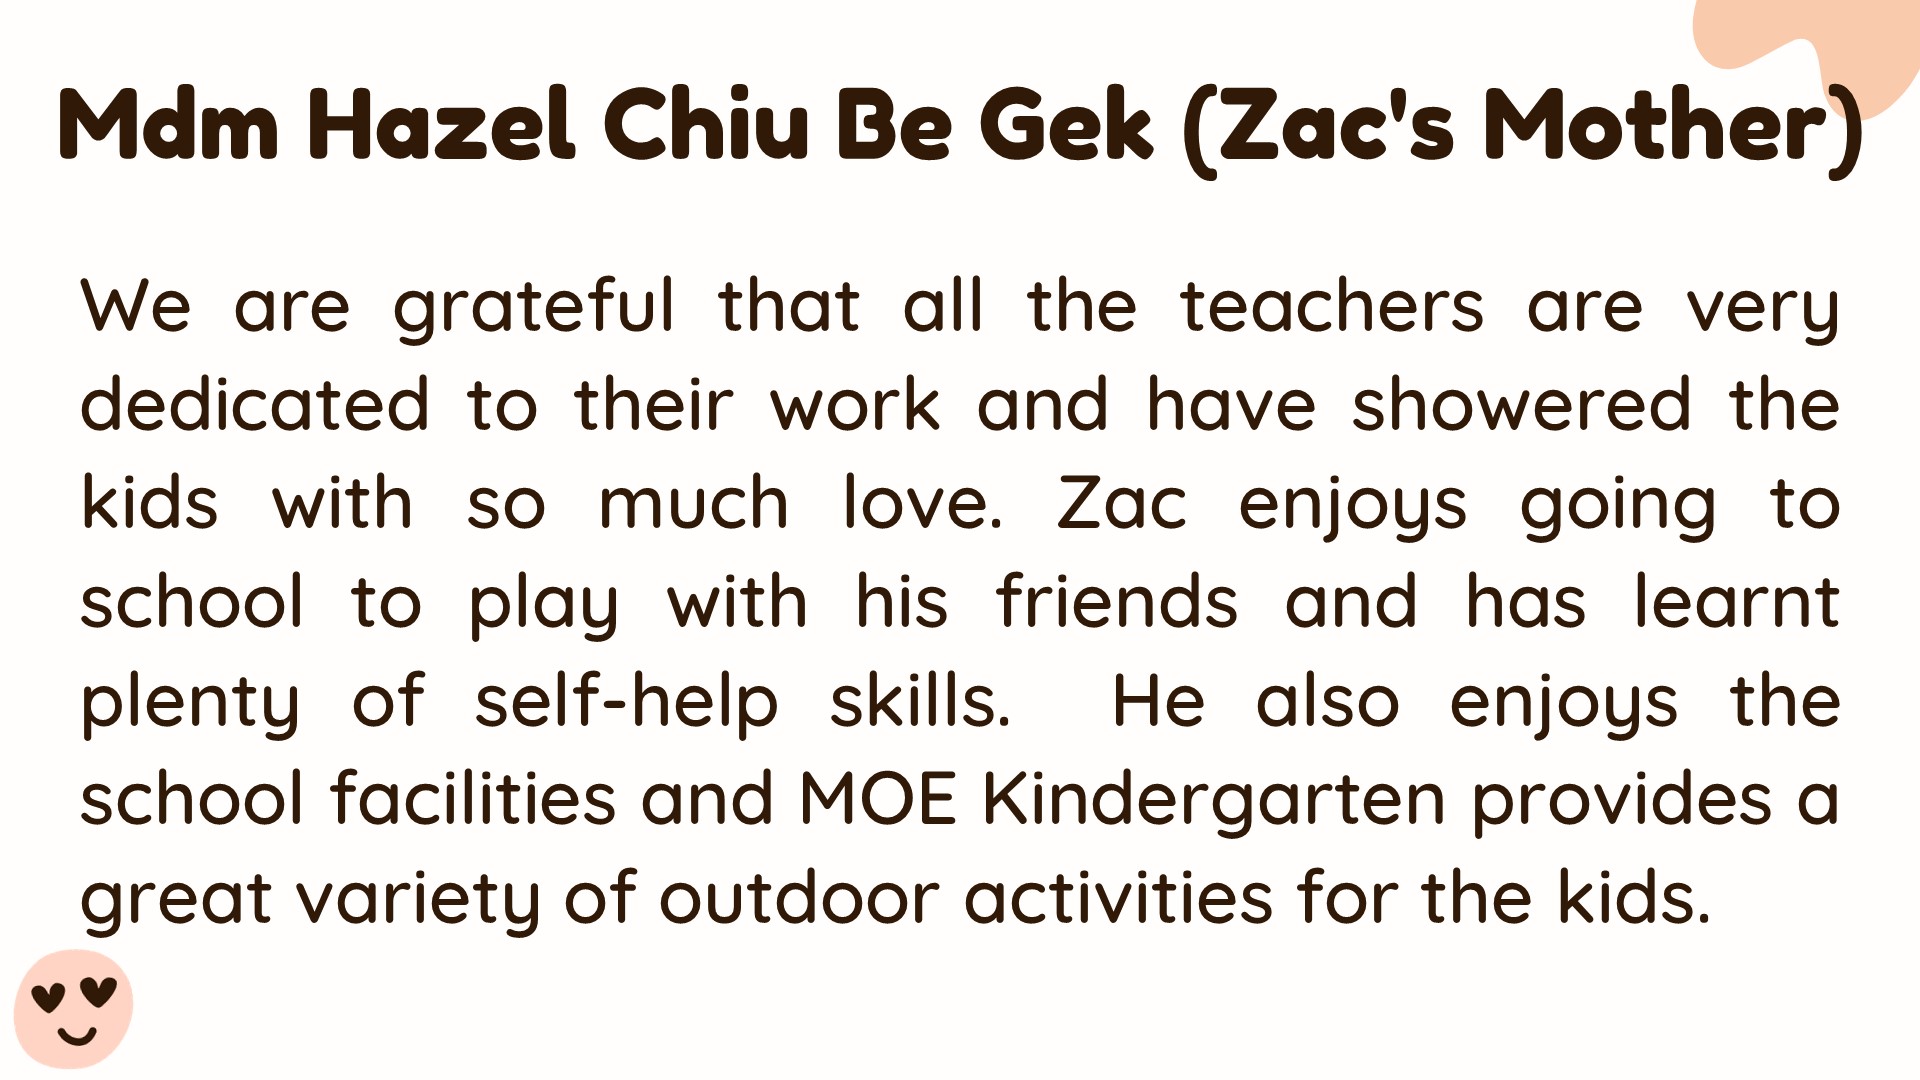 Mdm Hazel Chiu Be Gek (Zac's Mother)
We are grateful that all the teachers are very
dedicated to their work and have showered the
kids with so much love. Zac enjoys going to
school to play with his friends and has learnt
plenty of self-help skills.  He also enjoys the
school facilities and MOE Kindergarten provides a
great variety of outdoor activities for the kids.